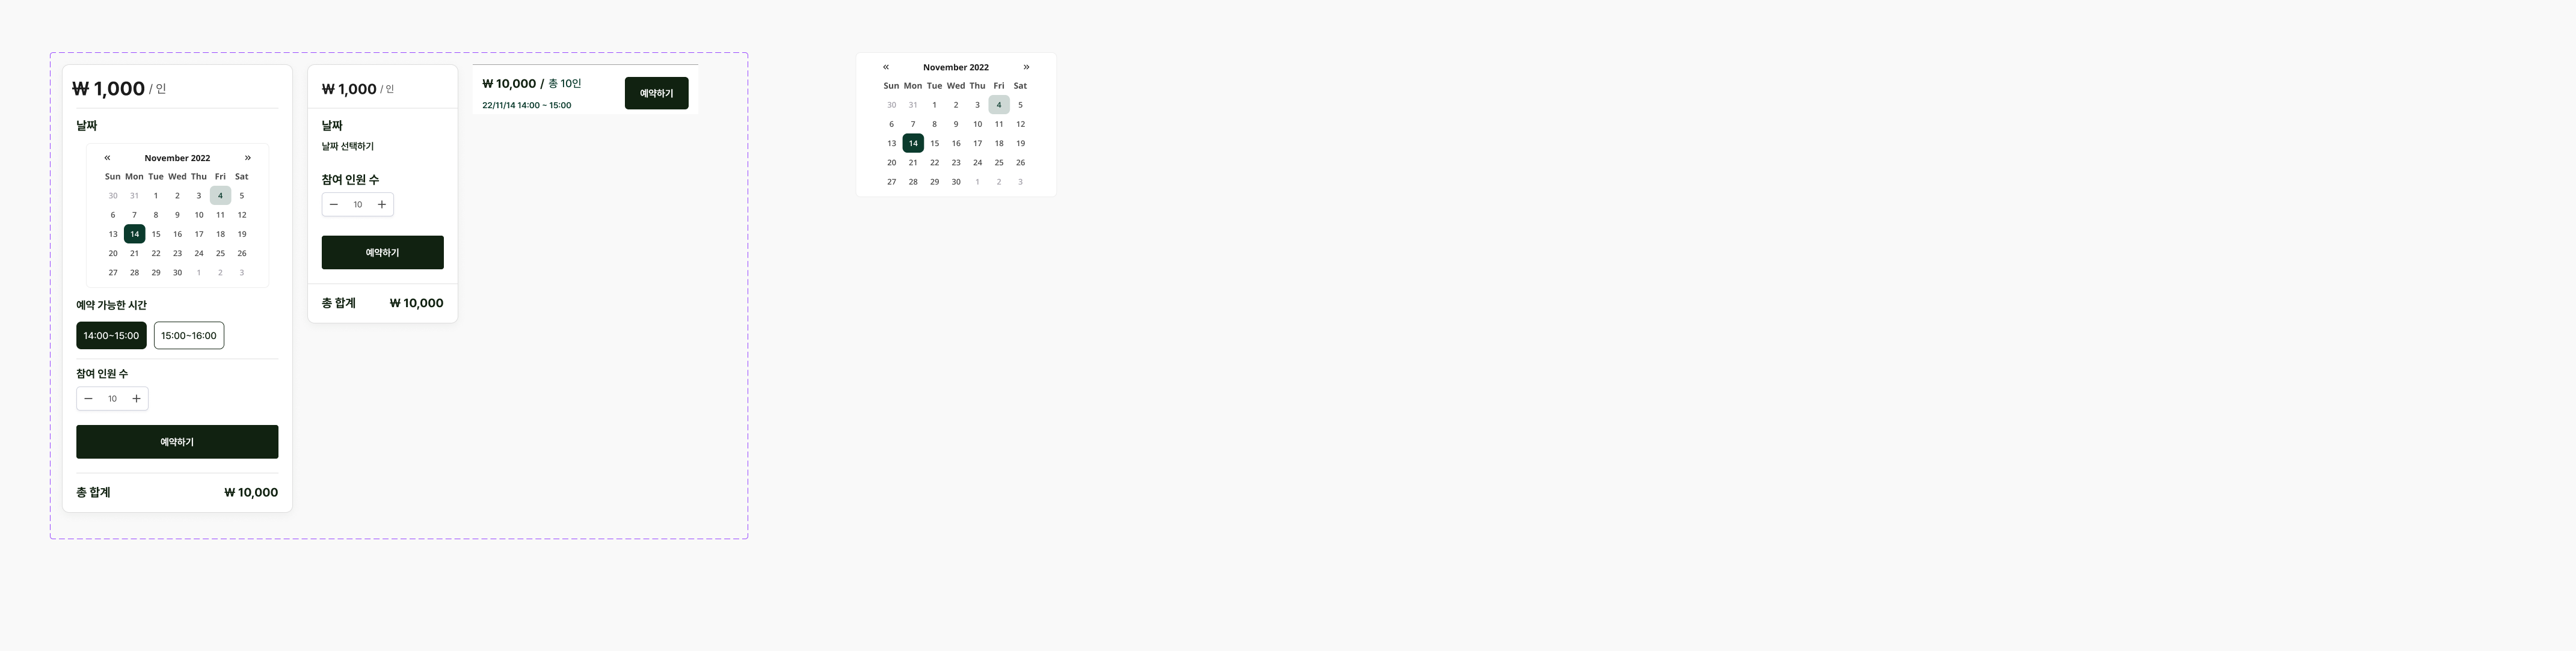 ₩ 1,000 / 인
날짜
« November 2022 »
Sun Mon Tue Wed Thu Fri Sat
30 31 1 2 3 4 5
6 7 8 9 10 11 12
13 14 15 16 17 18 19
20 21 22 23 24 25 26
27 28 29 30 1 2 3
예약 가능한 시간
14:00~15:00 15:00~16:00
참여 인원 수
− 10 +
예약하기
총 합계 ₩ 10,000
₩ 1,000 / 인
날짜
날짜 선택하기
참여 인원 수
− 10 +
예약하기
총 합계 ₩ 10,000
₩ 10,000 / 총 10인
22/11/14 14:00 ~ 15:00
예약하기
« November 2022 »
Sun Mon Tue Wed Thu Fri Sat
30 31 1 2 3 4 5
6 7 8 9 10 11 12
13 14 15 16 17 18 19
20 21 22 23 24 25 26
27 28 29 30 1 2 3